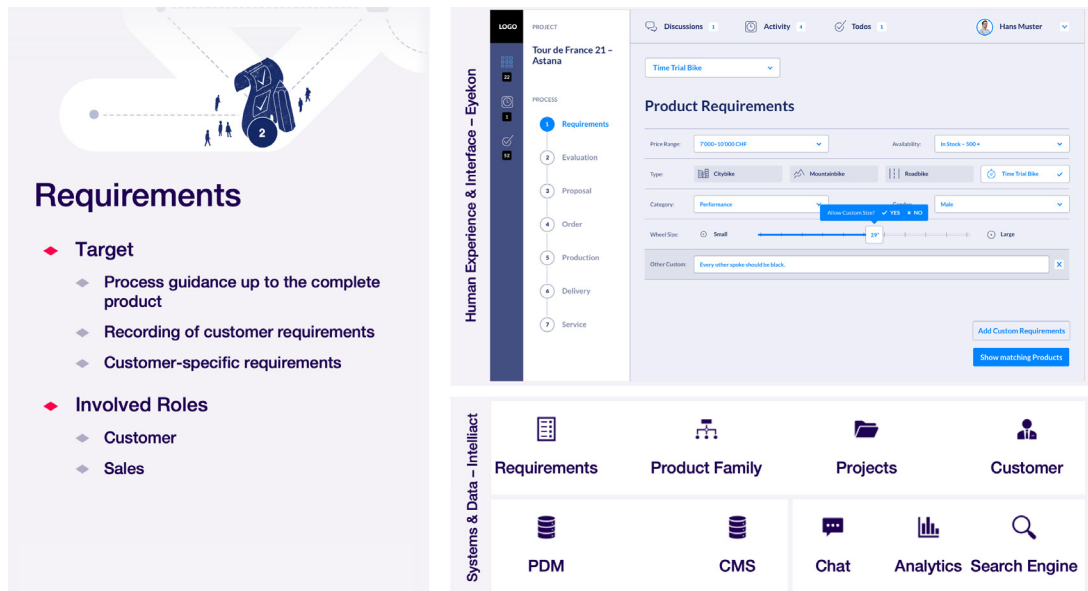 2
Requirements
Target
Process guidance up to the complete
product
Recording of customer requirements
Customer-specific requirements
Involved Roles
Customer
Sales
Human Experience & Interface – Eyekon
LOGO
22
1
52
PROJECT
Tour de France 21 –
Astana
PROCESS
1 Requirements
2 Evaluation
3 Proposal
4 Order
5 Production
6 Delivery
7 Service
Discussions 1 Activity 4 Todos 1 Hans Muster
Time Trial Bike
Product Requirements
Price Range: 7'000–10'000 CHF Availability: In Stock – 500 +
Type: Citybike Mountainbike Roadbike Time Trial Bike
Category: Performance Male
Allow Custom Size? YES NO
Wheel Size: Small 29" Large
Other Custom: Every other spoke should be black.
Add Custom Requirements
Show matching Products
Systems & Data – Intelliact
Requirements Product Family Projects Customer
PDM CMS Chat Analytics Search Engine